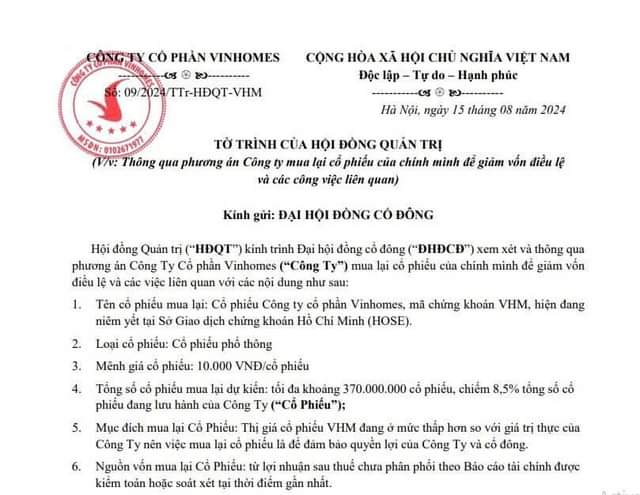 CÔNG TY CỔ PHẦN VINHOMES
CỘNG HÒA XÃ HỘI CHỦ NGHĨA VIỆT NAM
Độc lập – Tự do – Hạnh phúc
Số: 09/2024/TTr-HĐQT-VHM
Hà Nội, ngày 15 tháng 08 năm 2024
CÔNG TY CỔ PHẦN VINHOMES
MSDN: 0102671977
TỜ TRÌNH CỦA HỘI ĐỒNG QUẢN TRỊ
(V/v: Thông qua phương án Công ty mua lại cổ phiếu của chính mình để giảm vốn điều lệ
và các công việc liên quan)
Kính gửi: ĐẠI HỘI ĐỒNG CỔ ĐÔNG
Hội đồng Quản trị (“HĐQT”) kính trình Đại hội đồng cổ đông (“ĐHĐCĐ”) xem xét và thông qua
phương án Công Ty Cổ phần Vinhomes (“Công Ty”) mua lại cổ phiếu của chính mình để giảm vốn
điều lệ và các việc liên quan với các nội dung như sau:
1. Tên cổ phiếu mua lại: Cổ phiếu Công ty cổ phần Vinhomes, mã chứng khoán VHM, hiện đang
niêm yết tại Sở Giao dịch chứng khoán Hồ Chí Minh (HOSE).
2. Loại cổ phiếu: Cổ phiếu phổ thông
3. Mệnh giá cổ phiếu: 10.000 VNĐ/cổ phiếu
4. Tổng số cổ phiếu mua lại dự kiến: tối đa khoảng 370.000.000 cổ phiếu, chiếm 8,5% tổng số cổ
phiếu đang lưu hành của Công Ty (“Cổ Phiếu”);
5. Mục đích mua lại Cổ Phiếu: Thị giá cổ phiếu VHM đang ở mức thấp hơn so với giá trị thực của
Công Ty nên việc mua lại cổ phiếu là để đảm bảo quyền lợi của Công Ty và cổ đông.
6. Nguồn vốn mua lại Cổ Phiếu: từ lợi nhuận sau thuế chưa phân phối theo Báo cáo tài chính được
kiểm toán hoặc soát xét tại thời điểm gần nhất.